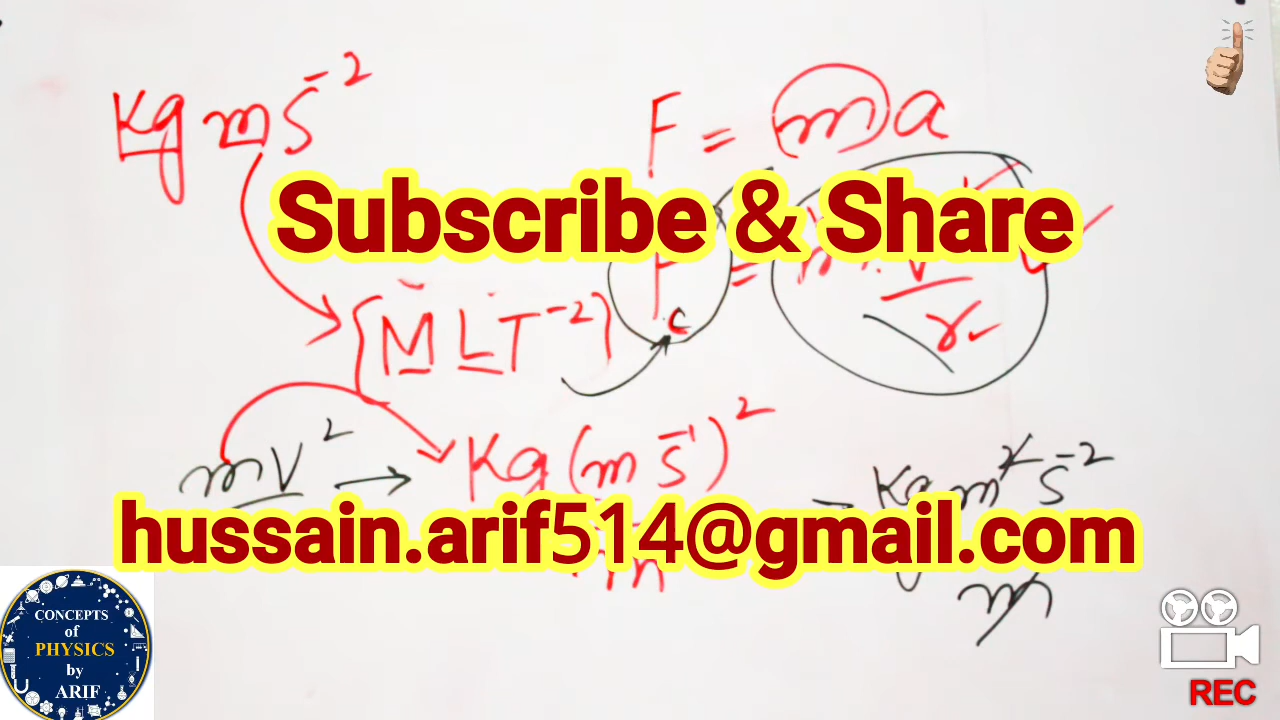 Kg m S⁻²
F = ma
Subscribe & Share
F_c = v / r
[M L T⁻²]
mV² → Kg (m S⁻¹)²
Kg m² S⁻²
hussain.arif514@gmail.com
m
CONCEPTS
of
PHYSICS
by
ARIF
REC